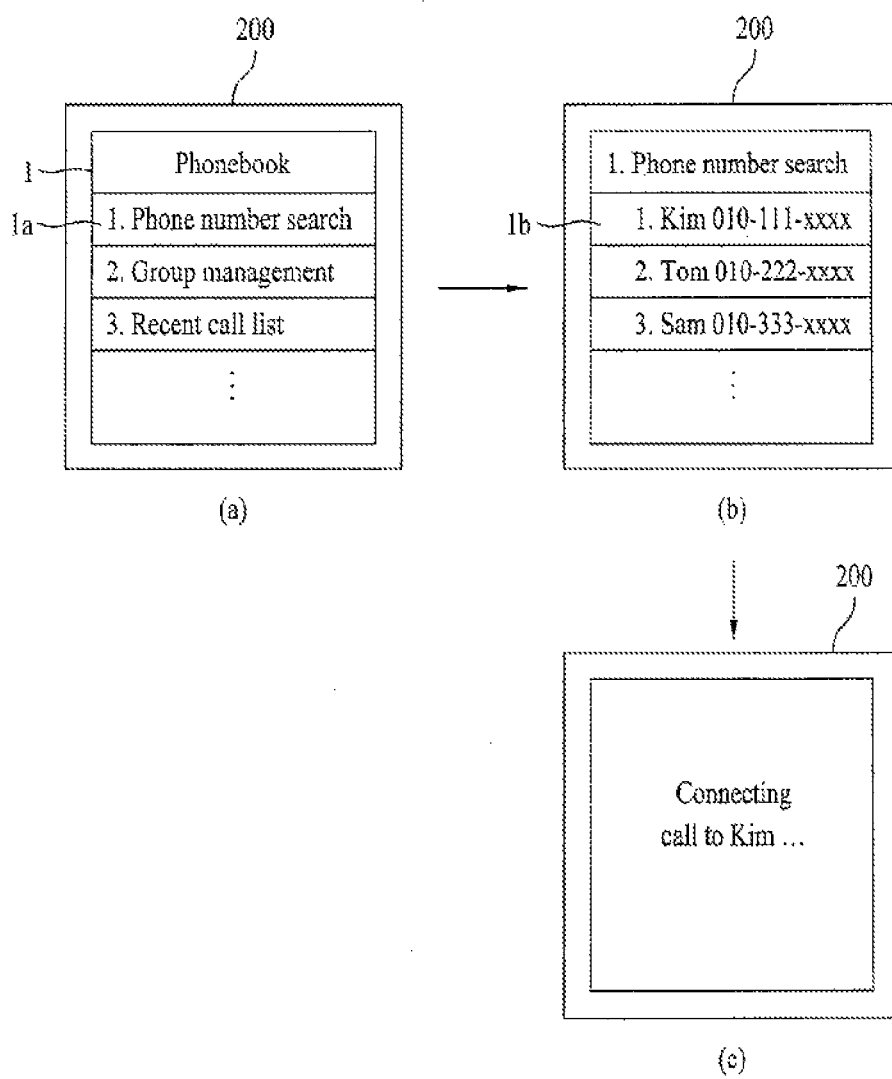 200
200
1
Phonebook
1a
1. Phone number search
2. Group management
3. Recent call list
⋮
(a)
1. Phone number search
1b
1. Kim 010-111-xxxx
2. Tom 010-222-xxxx
3. Sam 010-333-xxxx
⋮
(b)
200
Connecting
call to Kim ...
(c)